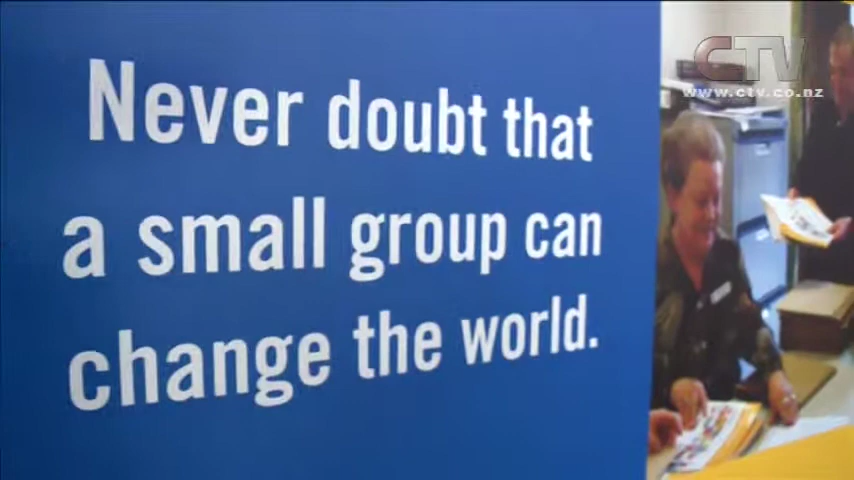 CTV
www.ctv.co.nz
Never doubt that
a small group can
change the world.